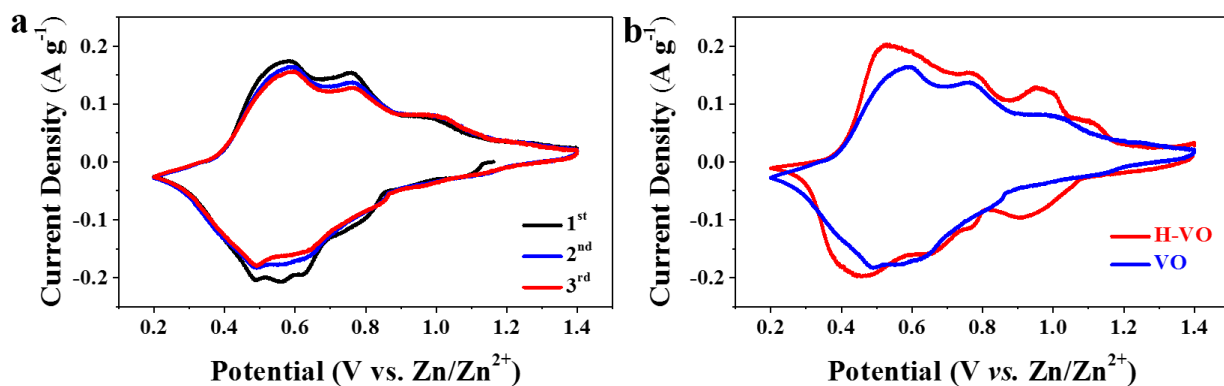 a
Current Density (A g⁻¹)
0.2
0.1
0.0
-0.1
-0.2
1ˢᵗ
2ⁿᵈ
3ʳᵈ
0.2 0.4 0.6 0.8 1.0 1.2 1.4
Potential (V vs. Zn/Zn²⁺)
b
Current Density (A g⁻¹)
0.2
0.1
0.0
-0.1
-0.2
H-VO
VO
0.2 0.4 0.6 0.8 1.0 1.2 1.4
Potential (V vs. Zn/Zn²⁺)